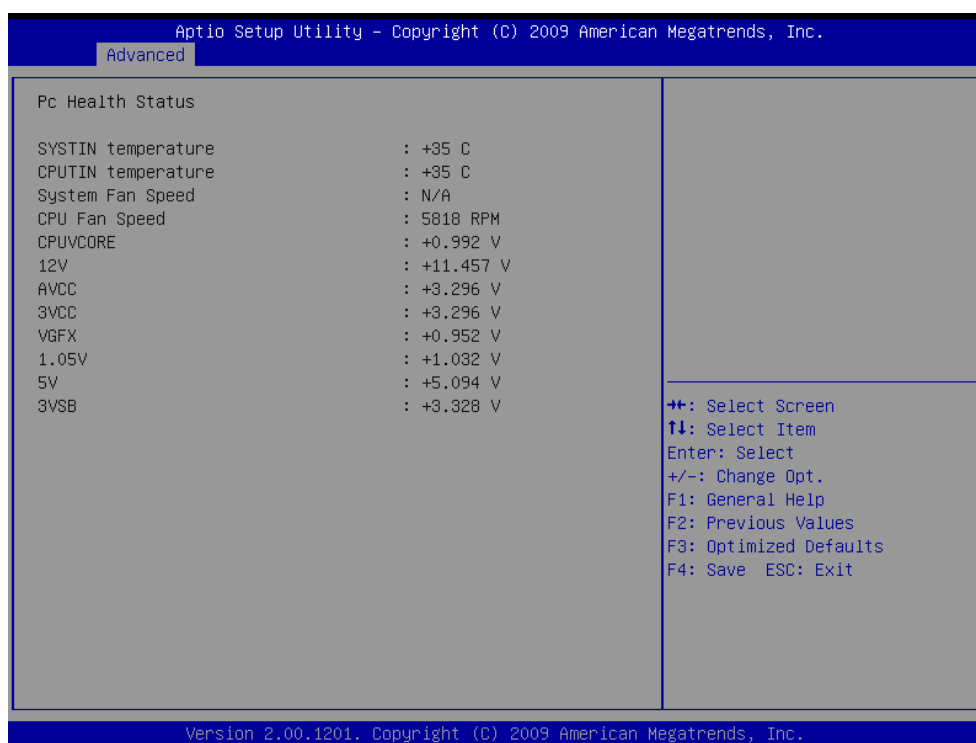 Aptio Setup Utility – Copyright (C) 2009 American Megatrends, Inc.
Advanced
Pc Health Status
SYSTIN temperature : +35 C
CPUTIN temperature : +35 C
System Fan Speed : N/A
CPU Fan Speed : 5818 RPM
CPUVCORE : +0.992 V
12V : +11.457 V
AVCC : +3.296 V
3VCC : +3.296 V
VGFX : +0.952 V
1.05V : +1.032 V
5V : +5.094 V
3VSB : +3.328 V
→←: Select Screen
↑↓: Select Item
Enter: Select
+/-: Change Opt.
F1: General Help
F2: Previous Values
F3: Optimized Defaults
F4: Save ESC: Exit
Version 2.00.1201. Copyright (C) 2009 American Megatrends, Inc.